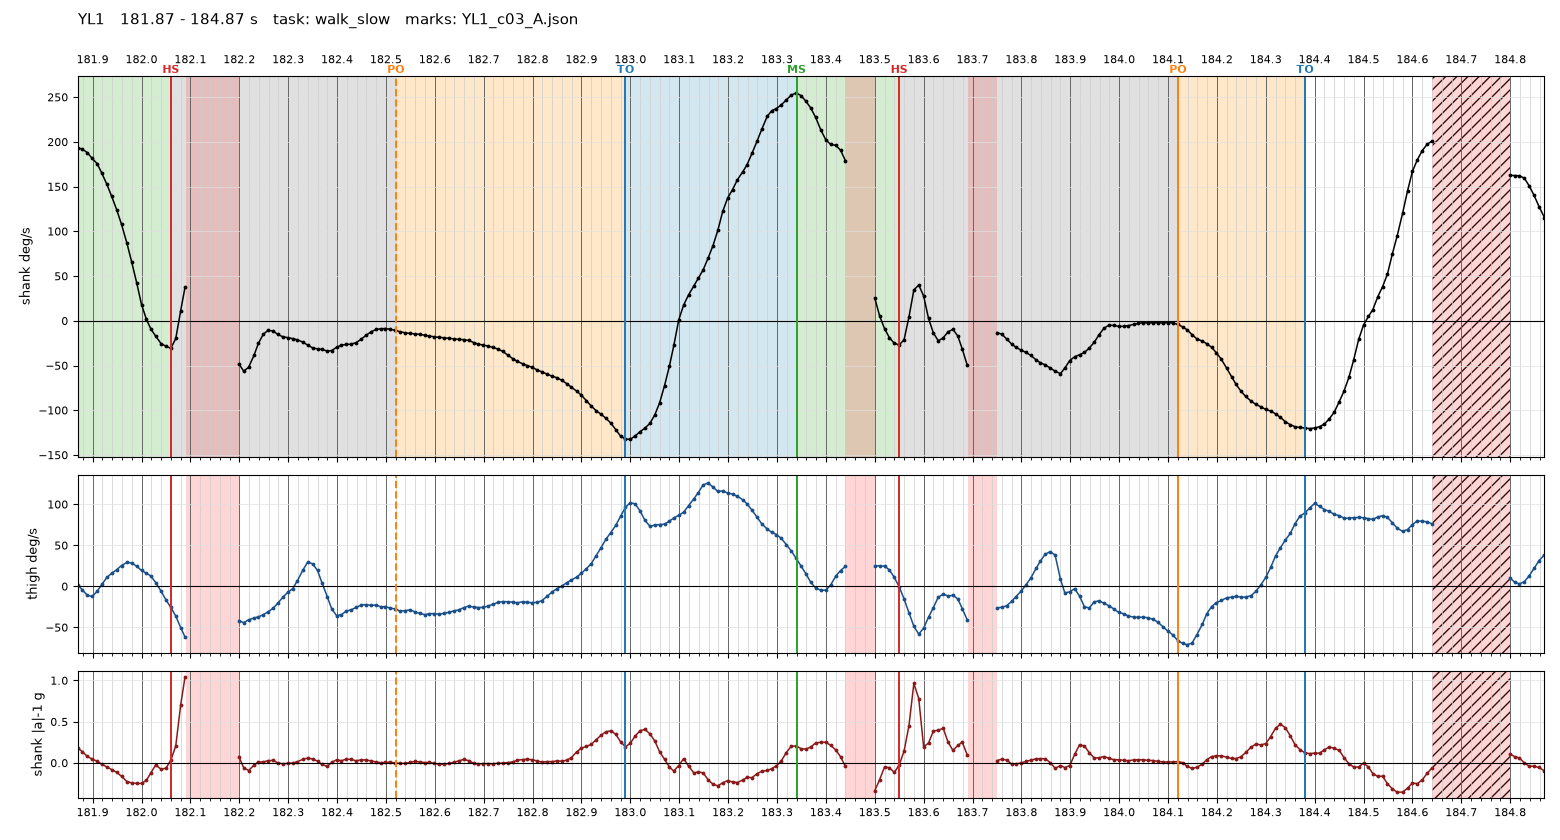 YL1   181.87 - 184.87 s   task: walk_slow   marks: YL1_c03_A.json
181.9 182.0 182.1 182.2 182.3 182.4 182.5 182.6 182.7 182.8 182.9 183.0 183.1 183.2 183.3 183.4 183.5 183.6 183.7 183.8 183.9 184.0 184.1 184.2 184.3 184.4 184.5 184.6 184.7 184.8
HS PO TO MS HS PO TO
250
200
150
100
50
0
−50
−100
−150
shank deg/s
100
50
0
−50
thigh deg/s
1.0
0.5
0.0
shank |a|-1 g
181.9 182.0 182.1 182.2 182.3 182.4 182.5 182.6 182.7 182.8 182.9 183.0 183.1 183.2 183.3 183.4 183.5 183.6 183.7 183.8 183.9 184.0 184.1 184.2 184.3 184.4 184.5 184.6 184.7 184.8